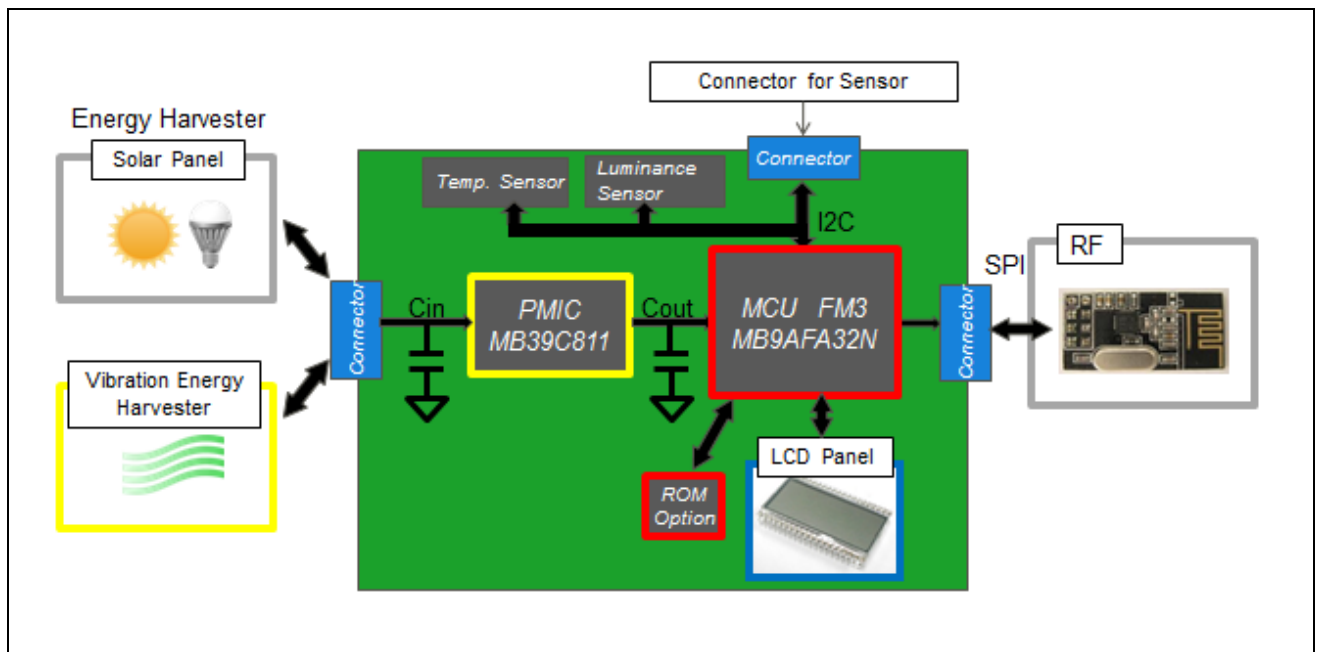 Connector for Sensor
Energy Harvester
Solar Panel
Connector
Temp. Sensor
Luminance
Sensor
I2C
RF
SPI
Connector
Cin
PMIC
MB39C811
Cout
MCU FM3
MB9AFA32N
Connector
Vibration Energy
Harvester
LCD Panel
ROM
Option